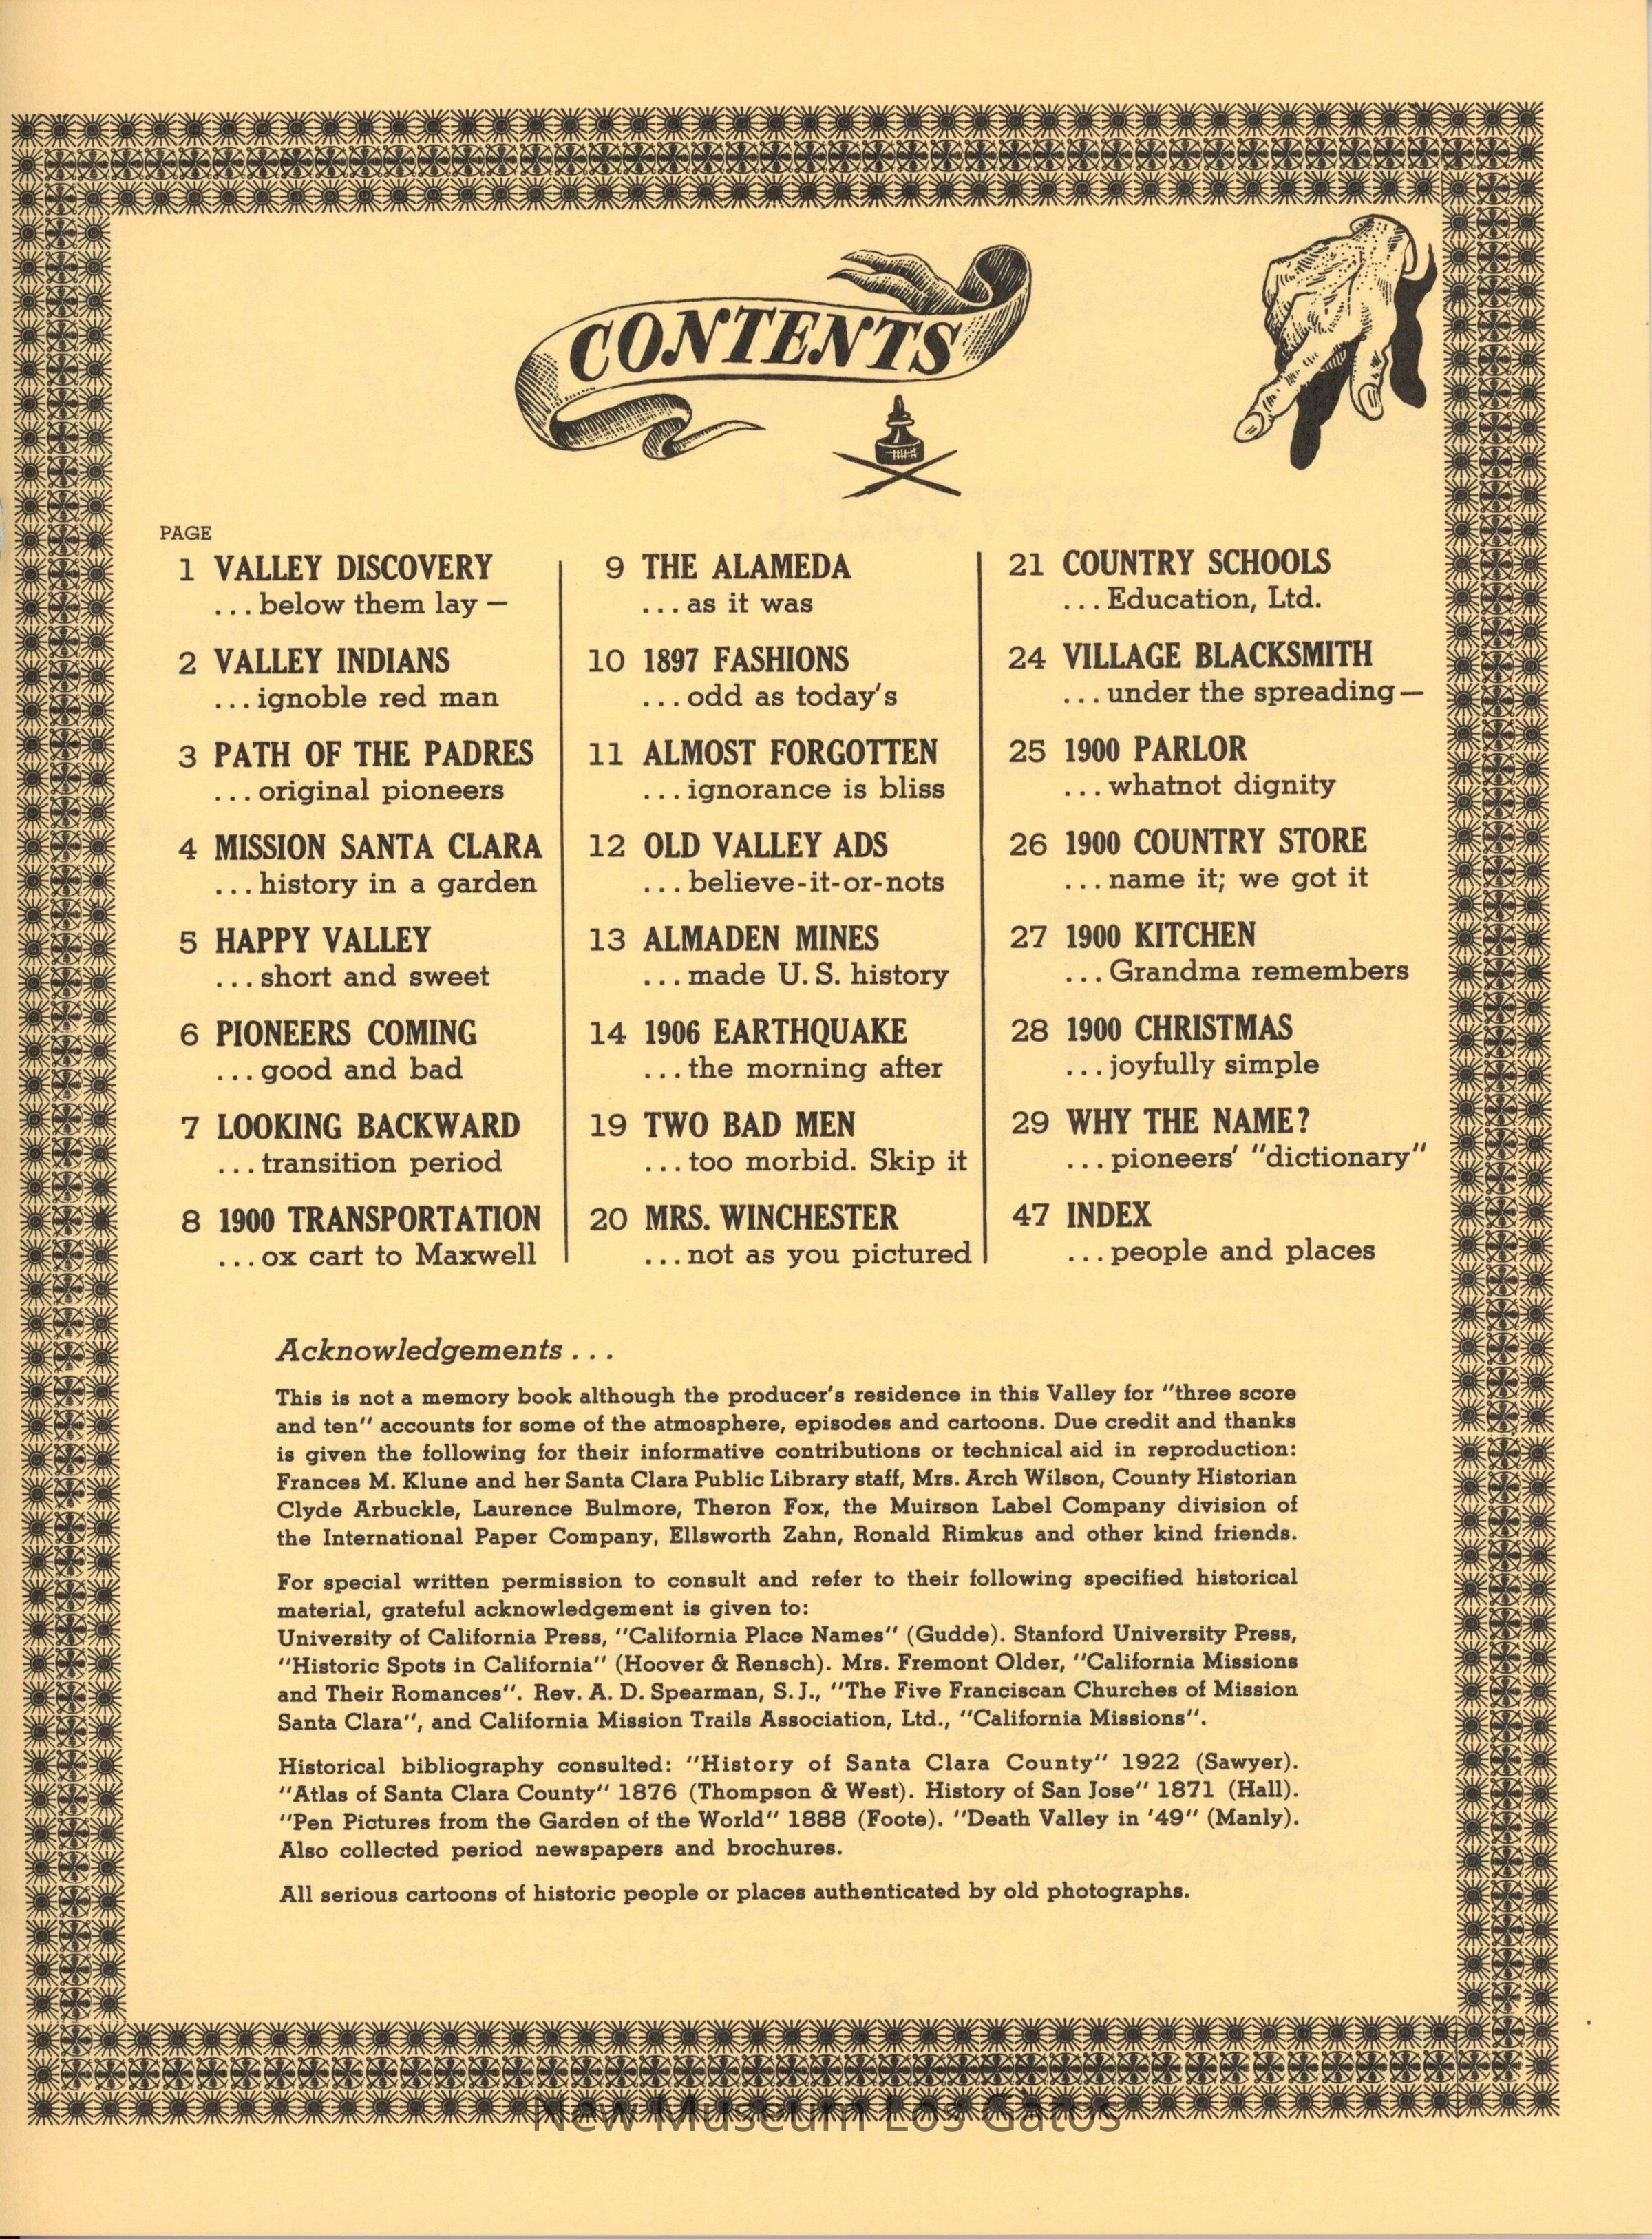 CONTENTS
PAGE
1 VALLEY DISCOVERY
...below them lay —
2 VALLEY INDIANS
...ignoble red man
3 PATH OF THE PADRES
...original pioneers
4 MISSION SANTA CLARA
...history in a garden
5 HAPPY VALLEY
...short and sweet
6 PIONEERS COMING
...good and bad
7 LOOKING BACKWARD
...transition period
8 1900 TRANSPORTATION
...ox cart to Maxwell
9 THE ALAMEDA
...as it was
10 1897 FASHIONS
...odd as today's
11 ALMOST FORGOTTEN
...ignorance is bliss
12 OLD VALLEY ADS
...believe-it-or-nots
13 ALMADEN MINES
...made U.S. history
14 1906 EARTHQUAKE
...the morning after
19 TWO BAD MEN
...too morbid. Skip it
20 MRS. WINCHESTER
...not as you pictured
21 COUNTRY SCHOOLS
...Education, Ltd.
24 VILLAGE BLACKSMITH
...under the spreading—
25 1900 PARLOR
...whatnot dignity
26 1900 COUNTRY STORE
...name it; we got it
27 1900 KITCHEN
...Grandma remembers
28 1900 CHRISTMAS
...joyfully simple
29 WHY THE NAME?
...pioneers' "dictionary"
47 INDEX
...people and places
Acknowledgements...
This is not a memory book although the producer's residence in this Valley for "three score
and ten" accounts for some of the atmosphere, episodes and cartoons. Due credit and thanks
is given the following for their informative contributions or technical aid in reproduction:
Frances M. Klune and her Santa Clara Public Library staff, Mrs. Arch Wilson, County Historian
Clyde Arbuckle, Laurence Bulmore, Theron Fox, the Muirson Label Company division of
the International Paper Company, Ellsworth Zahn, Ronald Rimkus and other kind friends.
For special written permission to consult and refer to their following specified historical
material, grateful acknowledgement is given to:
University of California Press, "California Place Names" (Gudde). Stanford University Press,
"Historic Spots in California" (Hoover & Rensch). Mrs. Fremont Older, "California Missions
and Their Romances". Rev. A. D. Spearman, S.J., "The Five Franciscan Churches of Mission
Santa Clara", and California Mission Trails Association, Ltd., "California Missions".
Historical bibliography consulted: "History of Santa Clara County" 1922 (Sawyer).
"Atlas of Santa Clara County" 1876 (Thompson & West). History of San Jose" 1871 (Hall).
"Pen Pictures from the Garden of the World" 1888 (Foote). "Death Valley in '49" (Manly).
Also collected period newspapers and brochures.
All serious cartoons of historic people or places authenticated by old photographs.
New Museum Los Gatos